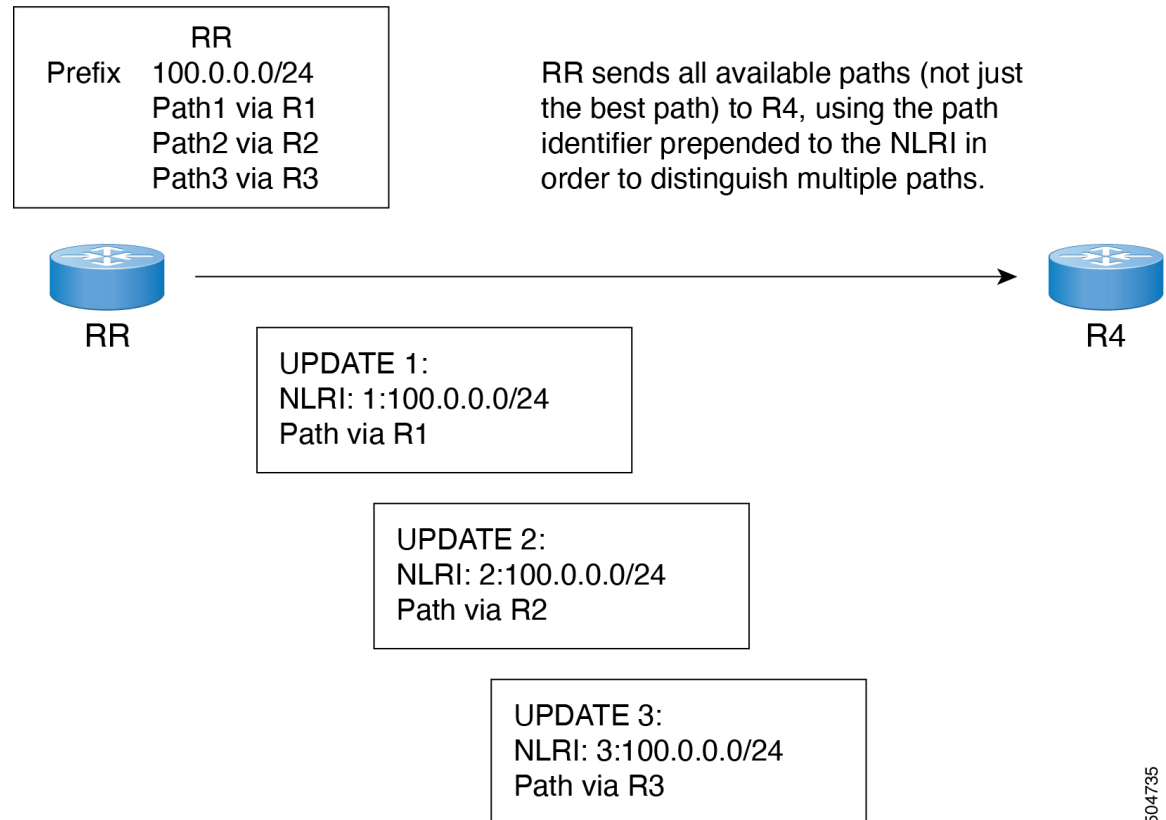 RR
Prefix 100.0.0.0/24
Path1 via R1
Path2 via R2
Path3 via R3
RR sends all available paths (not just
the best path) to R4, using the path
identifier prepended to the NLRI in
order to distinguish multiple paths.
RR
R4
UPDATE 1:
NLRI: 1:100.0.0.0/24
Path via R1
UPDATE 2:
NLRI: 2:100.0.0.0/24
Path via R2
UPDATE 3:
NLRI: 3:100.0.0.0/24
Path via R3